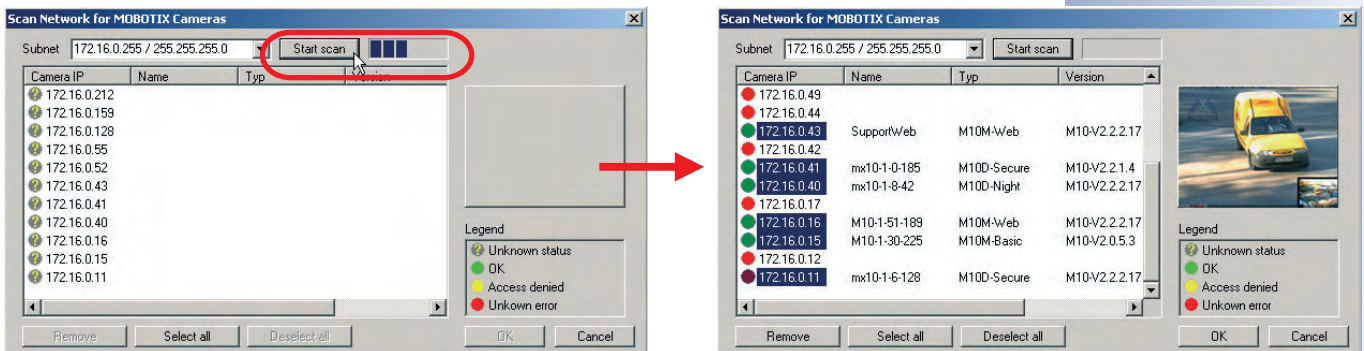 Scan Network for MOBOTIX Cameras
Subnet 172.16.0.255 / 255.255.255.0 Start scan
Camera IP Name Typ Version
172.16.0.212
172.16.0.159
172.16.0.128
172.16.0.55
172.16.0.52
172.16.0.43
172.16.0.41
172.16.0.40
172.16.0.16
172.16.0.15
172.16.0.11
Legend
Unknown status
OK
Access denied
Unkown error
Remove Select all Deselect all OK Cancel
Scan Network for MOBOTIX Cameras
Subnet 172.16.0.255 / 255.255.255.0 Start scan
Camera IP Name Typ Version
172.16.0.49
172.16.0.44
172.16.0.43 SupportWeb M10M-Web M10-V2.2.2.17
172.16.0.42
172.16.0.41 mx10-1-0-185 M10D-Secure M10-V2.2.1.4
172.16.0.40 mx10-1-8-42 M10D-Night M10-V2.2.2.17
172.16.0.17
172.16.0.16 M10-1-51-189 M10M-Web M10-V2.2.2.17
172.16.0.15 M10-1-30-225 M10M-Basic M10-V2.0.5.3
172.16.0.12
172.16.0.11 mx10-1-6-128 M10D-Secure M10-V2.2.2.17
Legend
Unknown status
OK
Access denied
Unkown error
Remove Select all Deselect all OK Cancel